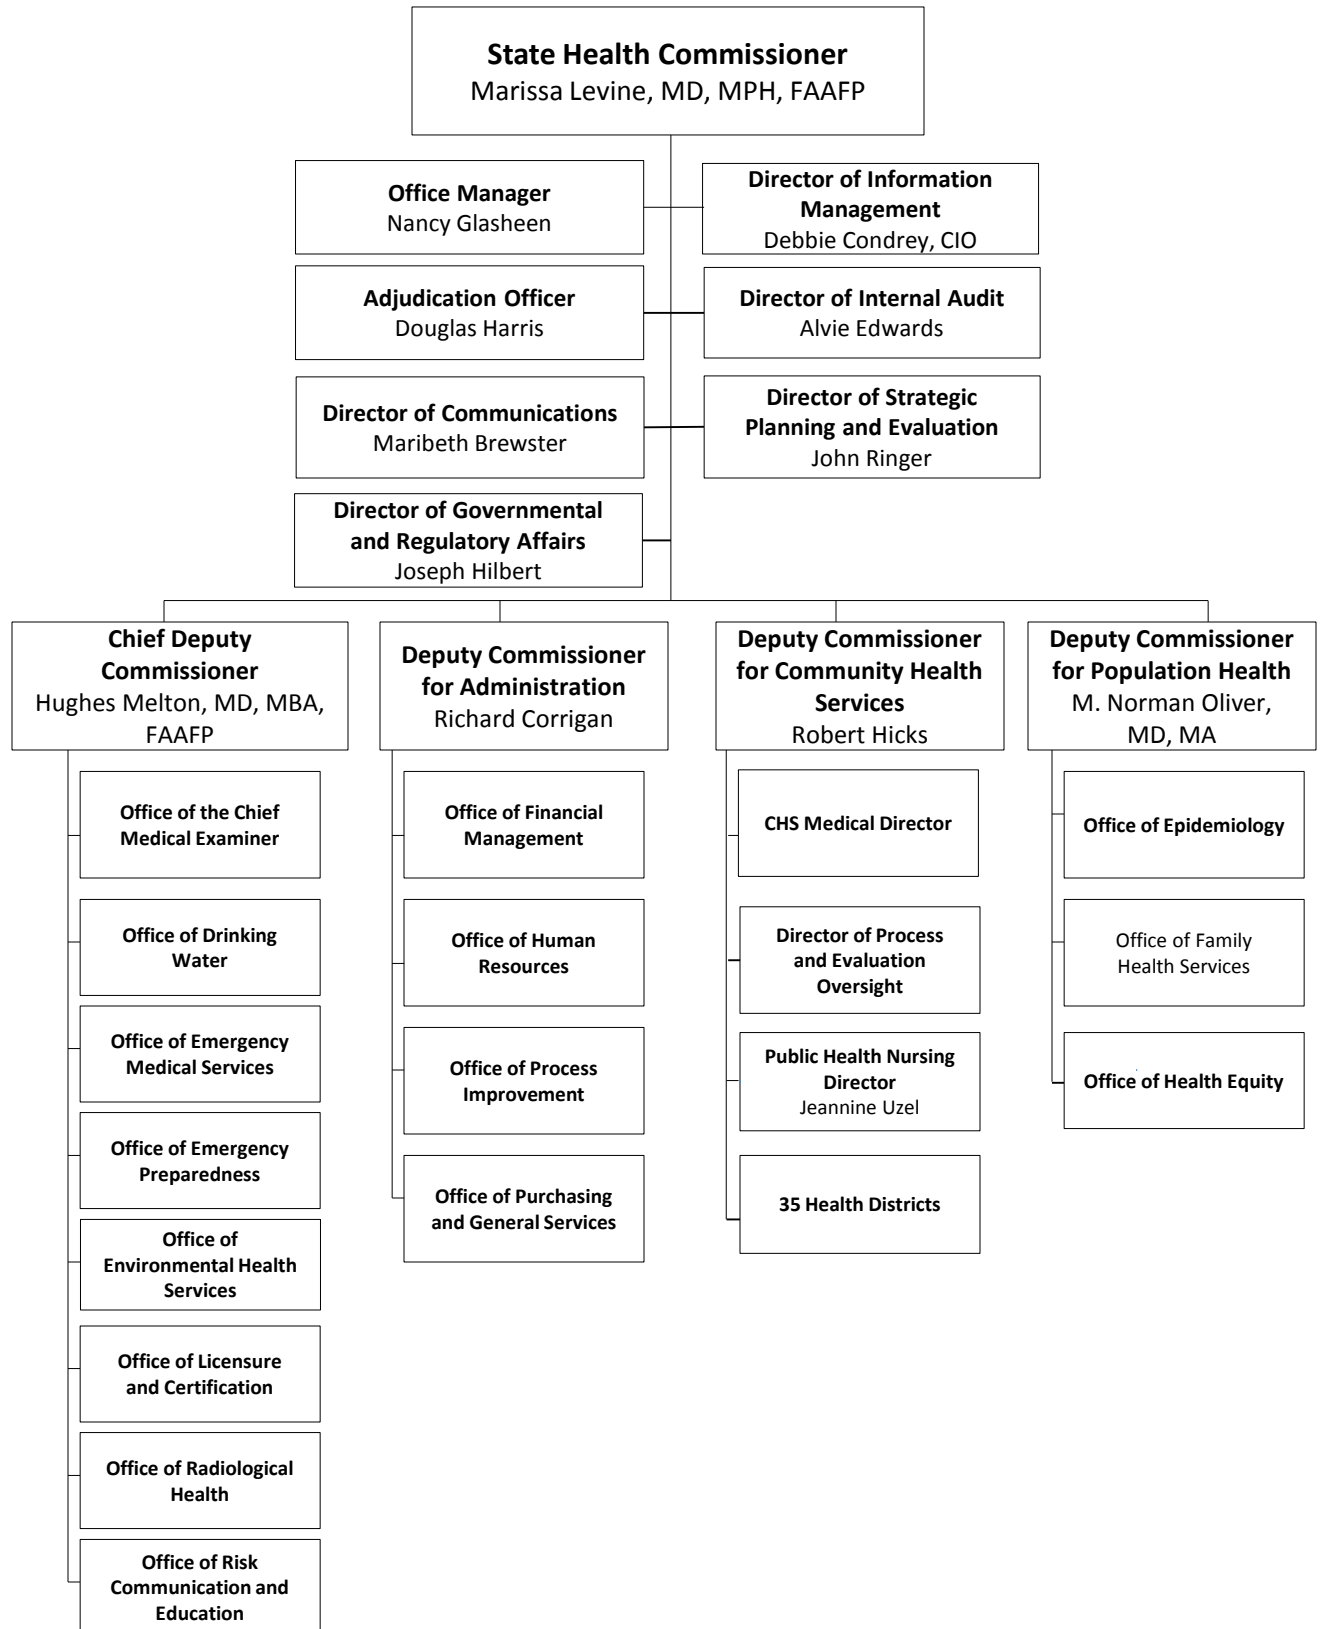 State Health Commissioner
Marissa Levine, MD, MPH, FAAFP
Office Manager
Nancy Glasheen
Director of Information
Management
Debbie Condrey, CIO
Adjudication Officer
Douglas Harris
Director of Internal Audit
Alvie Edwards
Director of Communications
Maribeth Brewster
Director of Strategic
Planning and Evaluation
John Ringer
Director of Governmental
and Regulatory Affairs
Joseph Hilbert
Chief Deputy
Commissioner
Hughes Melton, MD, MBA,
FAAFP
Office of the Chief
Medical Examiner
Office of Drinking
Water
Office of Emergency
Medical Services
Office of Emergency
Preparedness
Office of
Environmental Health
Services
Office of Licensure
and Certification
Office of Radiological
Health
Office of Risk
Communication and
Education
Deputy Commissioner
for Administration
Richard Corrigan
Office of Financial
Management
Office of Human
Resources
Office of Process
Improvement
Office of Purchasing
and General Services
Deputy Commissioner
for Community Health
Services
Robert Hicks
CHS Medical Director
Director of Process
and Evaluation
Oversight
Public Health Nursing
Director
Jeannine Uzel
35 Health Districts
Deputy Commissioner
for Population Health
M. Norman Oliver,
MD, MA
Office of Epidemiology
Office of Family
Health Services
Office of Health Equity